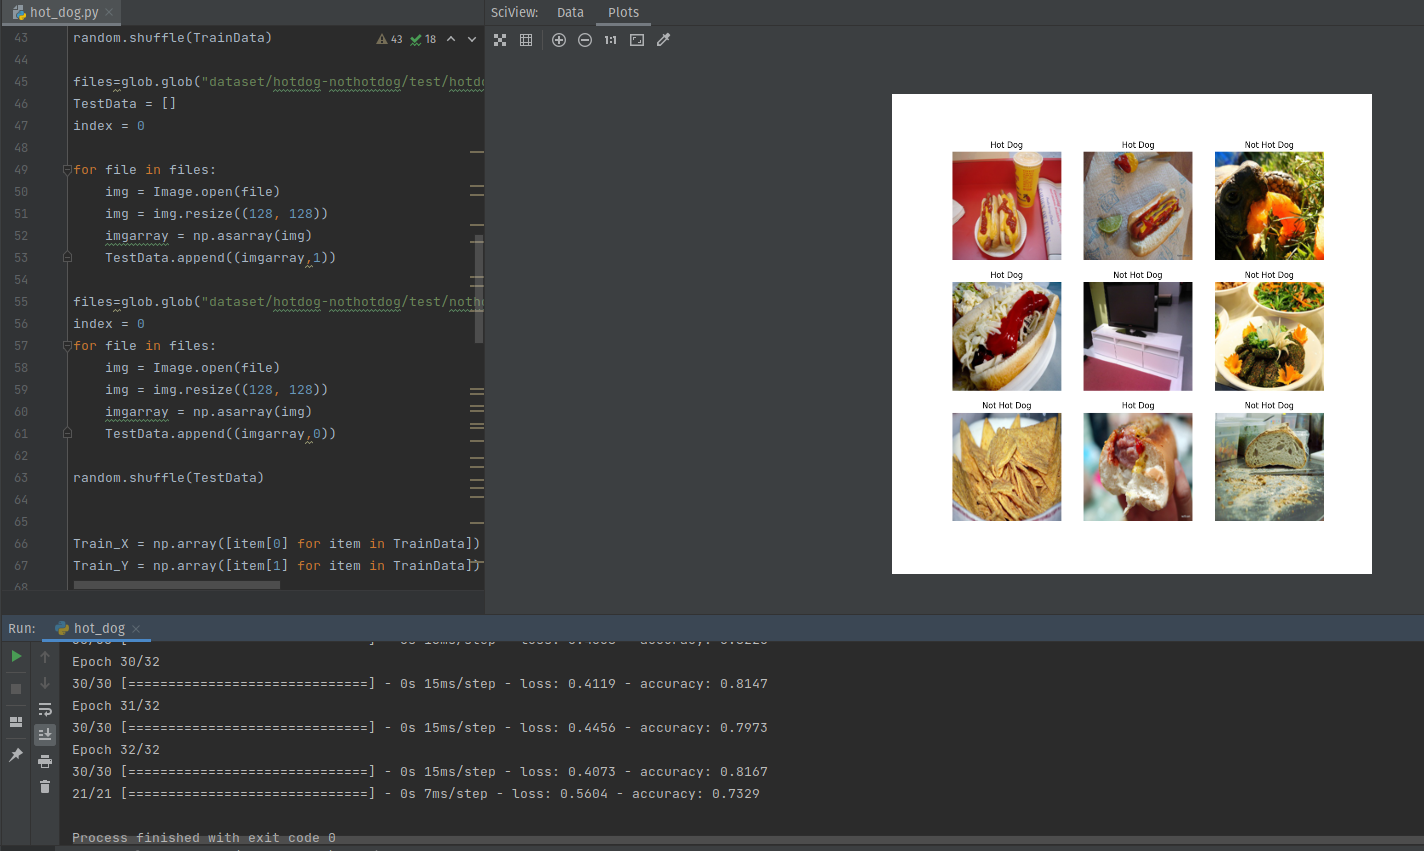 hot_dog.py
SciView:
Data
Plots
43
18
1:1
43 random.shuffle(TrainData)
44
45 files=glob.glob("dataset/hotdog-nothotdog/test/hotdo
46 TestData = []
47 index = 0
48
49 for file in files:
50 img = Image.open(file)
51 img = img.resize((128, 128))
52 imgarray = np.asarray(img)
53 TestData.append((imgarray,1))
54
55 files=glob.glob("dataset/hotdog-nothotdog/test/noth
56 index = 0
57 for file in files:
58 img = Image.open(file)
59 img = img.resize((128, 128))
60 imgarray = np.asarray(img)
61 TestData.append((imgarray,0))
62
63 random.shuffle(TestData)
64
65
66 Train_X = np.array([item[0] for item in TrainData])
67 Train_Y = np.array([item[1] for item in TrainData])
68
Hot Dog
Hot Dog
Not Hot Dog
Hot Dog
Not Hot Dog
Not Hot Dog
Not Hot Dog
Hot Dog
Not Hot Dog
Run:
hot_dog
Epoch 30/32
30/30 [==============================] - 0s 15ms/step - loss: 0.4119 - accuracy: 0.8147
Epoch 31/32
30/30 [==============================] - 0s 15ms/step - loss: 0.4456 - accuracy: 0.7973
Epoch 32/32
30/30 [==============================] - 0s 15ms/step - loss: 0.4073 - accuracy: 0.8167
21/21 [==============================] - 0s 7ms/step - loss: 0.5604 - accuracy: 0.7329
Process finished with exit code 0